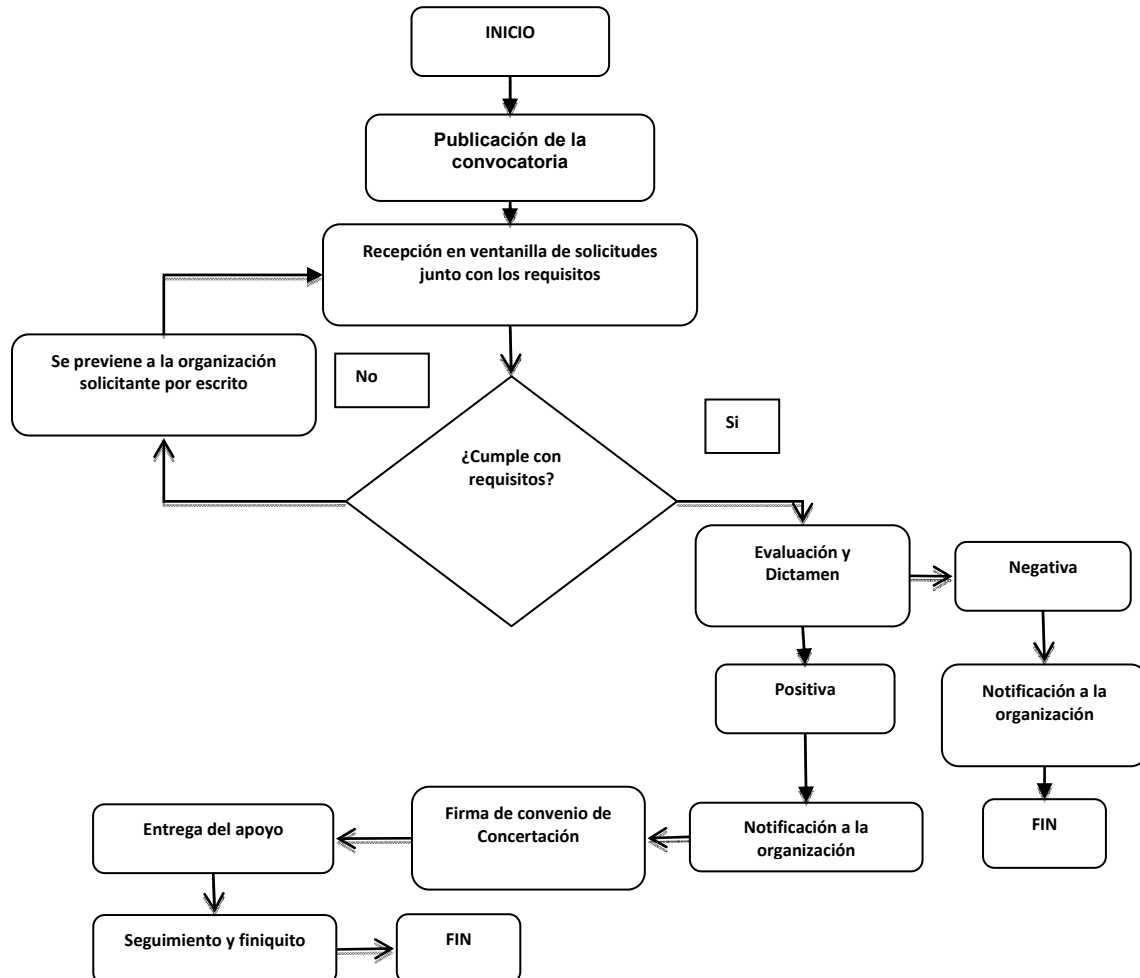 INICIO
Publicación de la
convocatoria
Recepción en ventanilla de solicitudes
junto con los requisitos
Se previene a la organización
solicitante por escrito
No
Si
¿Cumple con
requisitos?
Evaluación y
Dictamen
Negativa
Positiva
Notificación a la
organización
Entrega del apoyo
Firma de convenio de
Concertación
Notificación a la
organización
FIN
Seguimiento y finiquito
FIN